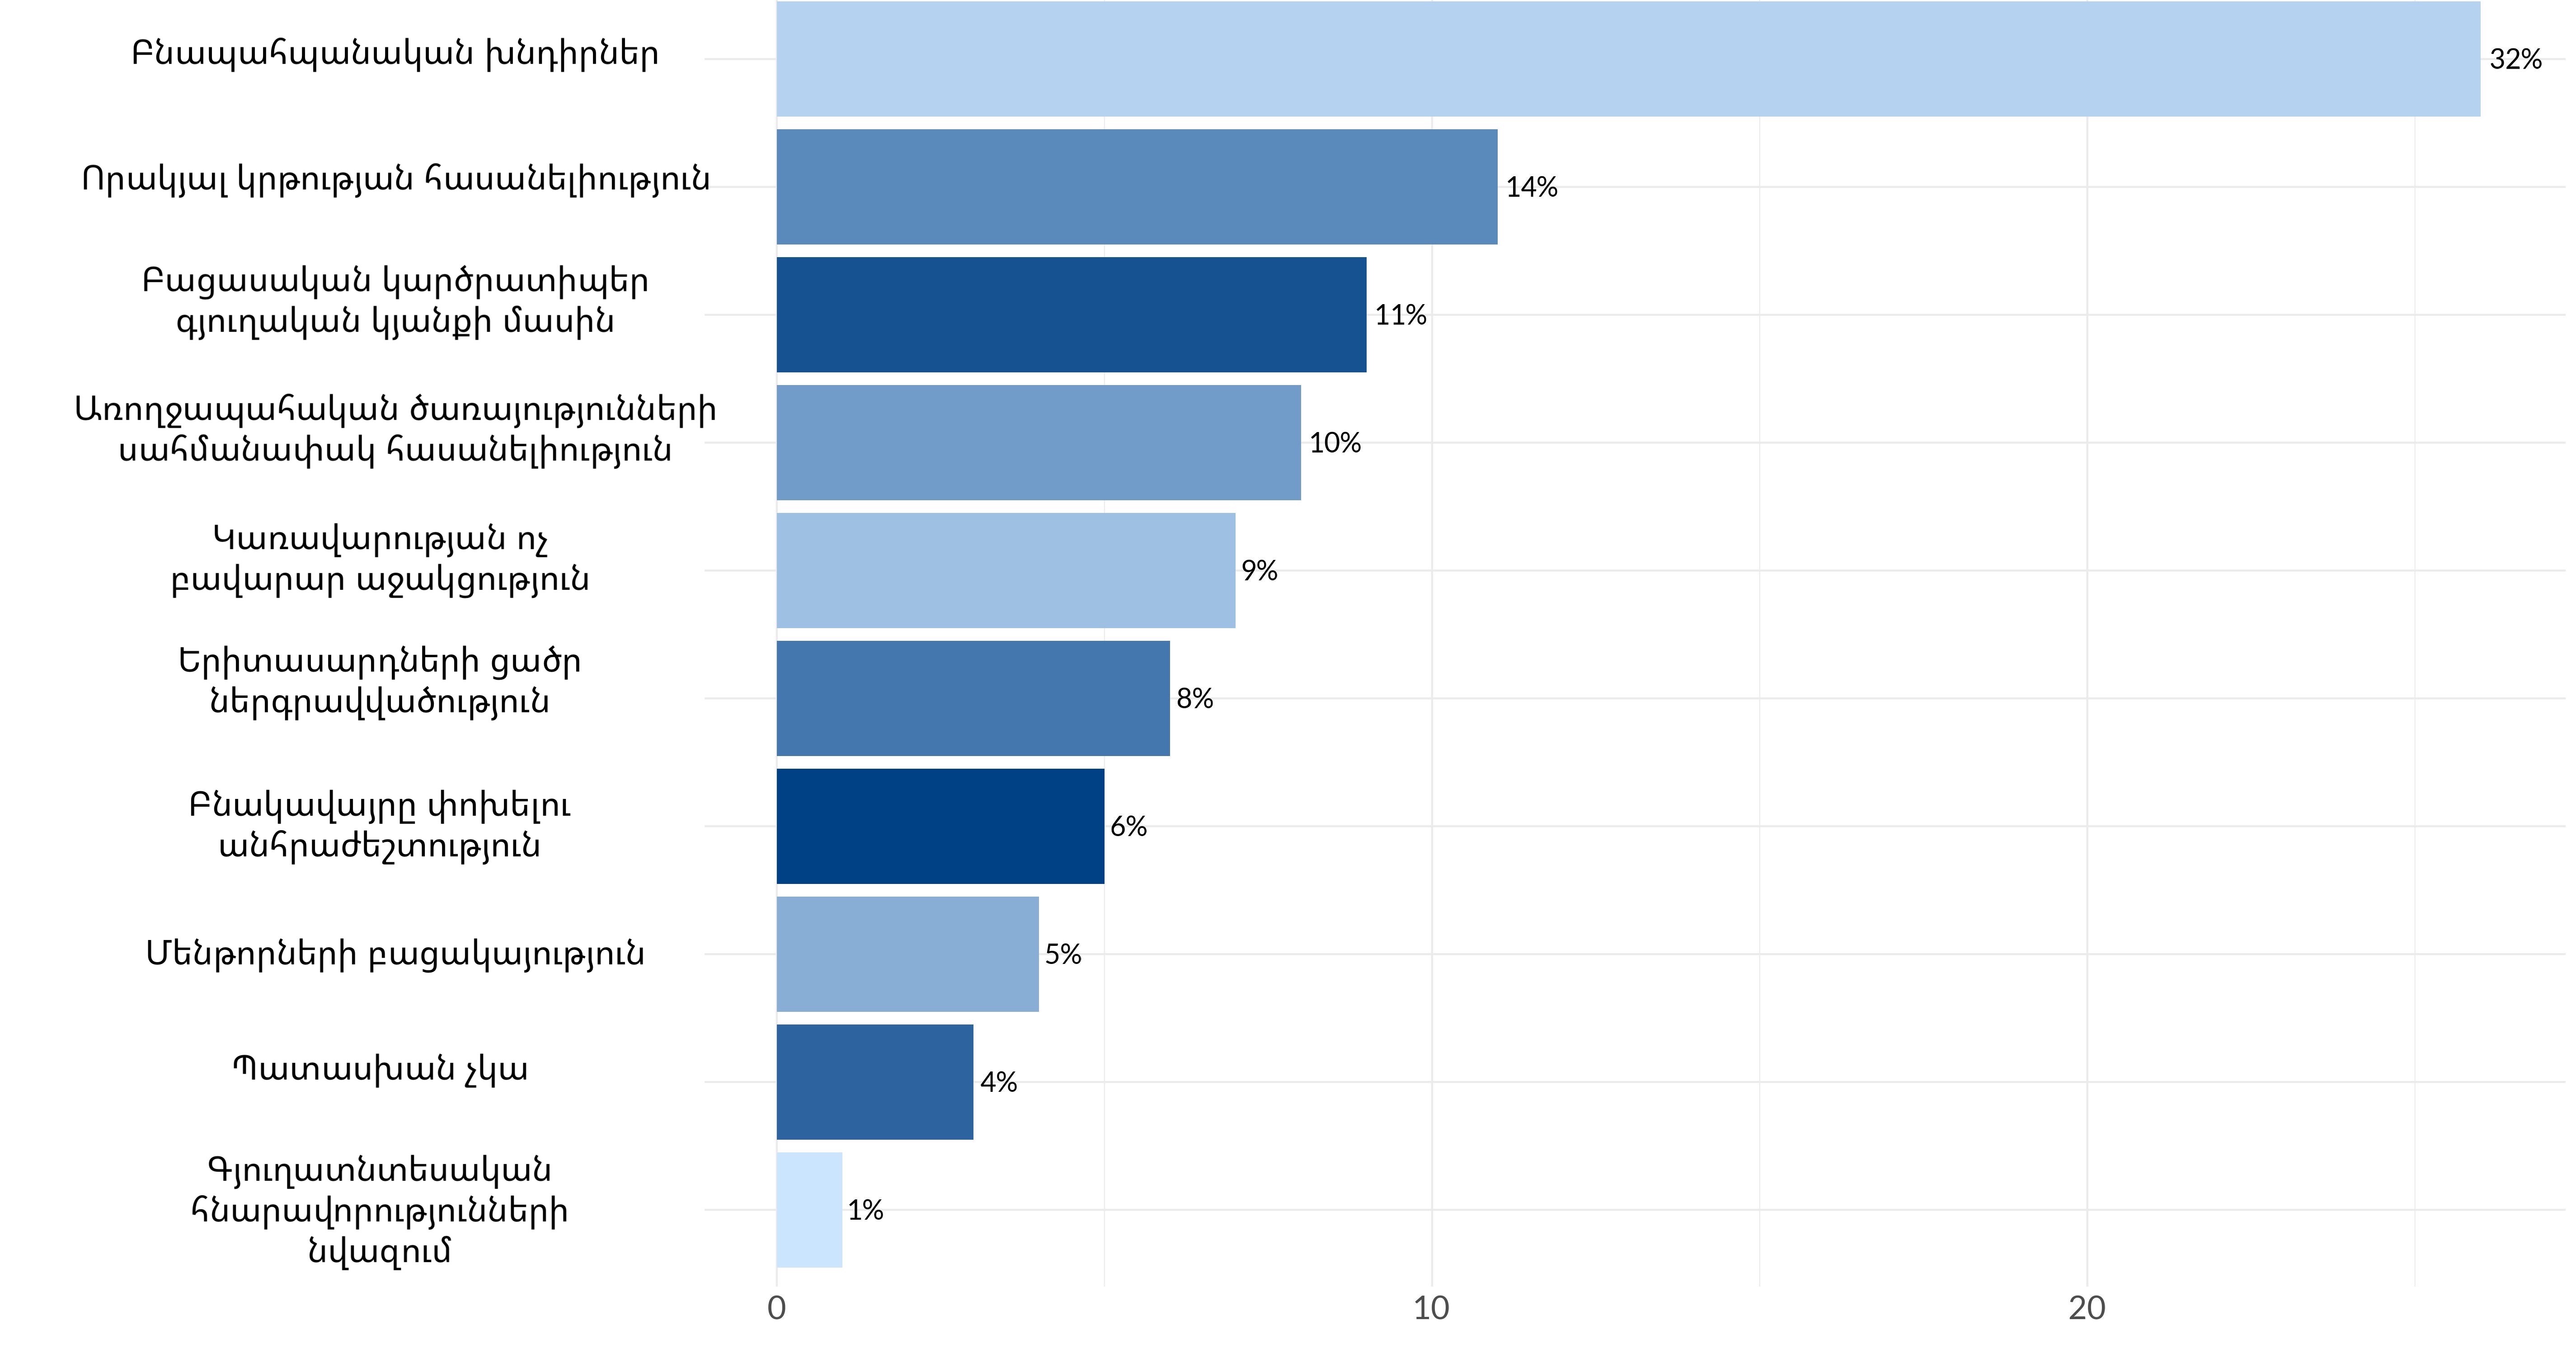 Բնապահպանական խնդիրներ
32%
Որակյալ կրթության հասանելիություն
14%
Բացասական կարծրատիպեր
գյուղական կյանքի մասին
11%
Առողջապահական ծառայությունների
սահմանափակ հասանելիություն
10%
Կառավարության ոչ
բավարար աջակցություն
9%
Երիտասարդների ցածր
ներգրավվածություն
8%
Բնակավայրը փոխելու
անհրաժեշտություն
6%
Մենթորների բացակայություն
5%
Պատասխան չկա
4%
Գյուղատնտեսական
հնարավորությունների
նվազում
1%
0 10 20